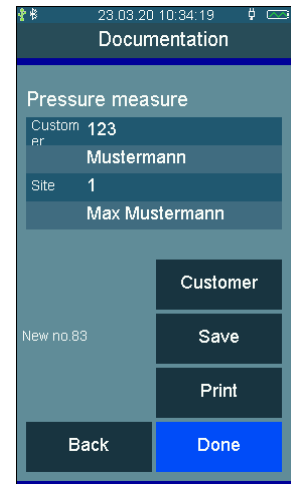 23.03.20 10:34:19
Documentation
Pressure measure
Custom 123
er
Mustermann
Site 1
Max Mustermann
Customer
New no.83 Save
Print
Back Done